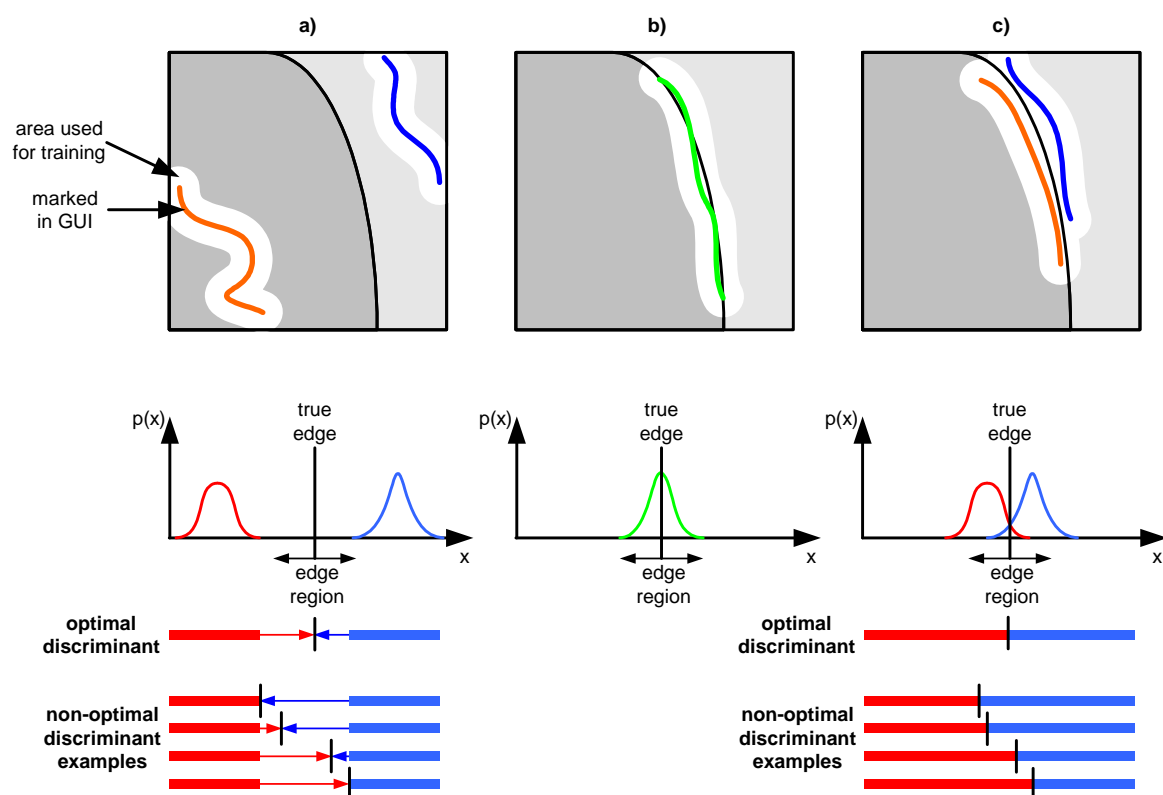 a)
b)
c)
area used
for training
marked
in GUI
p(x)
true
edge
x
edge
region
p(x)
true
edge
x
edge
region
p(x)
true
edge
x
edge
region
optimal
discriminant
optimal
discriminant
non-optimal
discriminant
examples
non-optimal
discriminant
examples